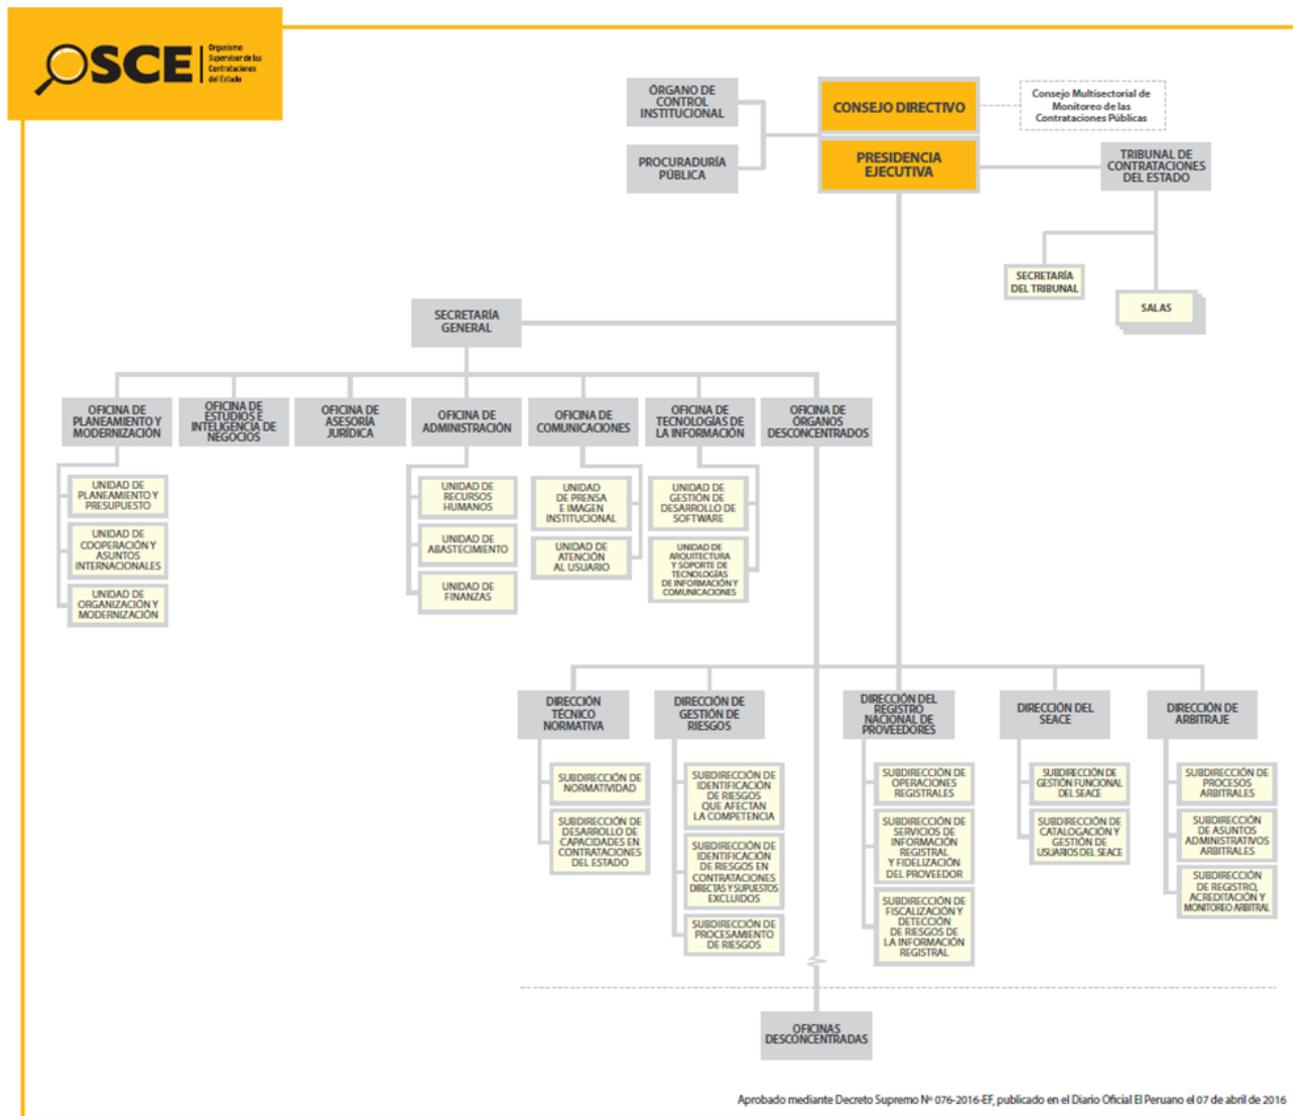 OSCE
Organismo
Supervisor de las
Contrataciones
del Estado
ÓRGANO DE
CONTROL
INSTITUCIONAL
PROCURADURÍA
PÚBLICA
CONSEJO DIRECTIVO
PRESIDENCIA
EJECUTIVA
Consejo Multisectorial de
Monitoreo de las
Contrataciones Públicas
TRIBUNAL DE
CONTRATACIONES
DEL ESTADO
SECRETARÍA
DEL TRIBUNAL
SALAS
SECRETARÍA
GENERAL
OFICINA DE
PLANEAMIENTO Y
MODERNIZACIÓN
OFICINA DE
ESTUDIOS E
INTELIGENCIA DE
NEGOCIOS
OFICINA DE
ASESORÍA
JURÍDICA
OFICINA DE
ADMINISTRACIÓN
OFICINA DE
COMUNICACIONES
OFICINA DE
TECNOLOGÍAS DE
LA INFORMACIÓN
OFICINA DE
ÓRGANOS
DESCONCENTRADOS
UNIDAD DE
PLANEAMIENTO Y
PRESUPUESTO
UNIDAD DE
COOPERACIÓN Y
ASUNTOS
INTERNACIONALES
UNIDAD DE
ORGANIZACIÓN Y
MODERNIZACIÓN
UNIDAD DE
RECURSOS
HUMANOS
UNIDAD DE
ABASTECIMIENTO
UNIDAD DE
FINANZAS
UNIDAD
DE PRENSA
E IMAGEN
INSTITUCIONAL
UNIDAD DE
ATENCIÓN
AL USUARIO
UNIDAD DE
GESTIÓN DE
DESARROLLO DE
SOFTWARE
UNIDAD DE
ARQUITECTURA
Y SOPORTE DE
TECNOLOGÍAS
DE INFORMACIÓN Y
COMUNICACIONES
DIRECCIÓN
TÉCNICO
NORMATIVA
DIRECCIÓN DE
GESTIÓN DE
RIESGOS
DIRECCIÓN DEL
REGISTRO
NACIONAL DE
PROVEEDORES
DIRECCIÓN DEL
SEACE
DIRECCIÓN DE
ARBITRAJE
SUBDIRECCIÓN DE
NORMATIVIDAD
SUBDIRECCIÓN DE
DESARROLLO DE
CAPACIDADES EN
CONTRATACIONES
DEL ESTADO
SUBDIRECCIÓN DE
IDENTIFICACIÓN
DE RIESGOS
QUE AFECTAN
LA COMPETENCIA
SUBDIRECCIÓN DE
IDENTIFICACIÓN
DE RIESGOS EN
CONTRATACIONES
DIRECTAS Y SUPUESTOS
EXCLUIDOS
SUBDIRECCIÓN DE
PROCESAMIENTO
DE RIESGOS
SUBDIRECCIÓN DE
OPERACIONES
REGISTRALES
SUBDIRECCIÓN DE
SERVICIOS DE
INFORMACIÓN
REGISTRAL
Y FIDELIZACIÓN
DEL PROVEEDOR
SUBDIRECCIÓN DE
FISCALIZACIÓN Y
DETECCIÓN
DE RIESGOS DE
LA INFORMACIÓN
REGISTRAL
SUBDIRECCIÓN DE
GESTIÓN FUNCIONAL
DEL SEACE
SUBDIRECCIÓN DE
CATALOGACIÓN Y
GESTIÓN DE
USUARIOS DEL SEACE
SUBDIRECCIÓN DE
PROCESOS
ARBITRALES
SUBDIRECCIÓN
DE ASUNTOS
ADMINISTRATIVOS
ARBITRALES
SUBDIRECCIÓN
DE REGISTRO,
ACREDITACIÓN Y
MONITOREO ARBITRAL
OFICINAS
DESCONCENTRADAS
Aprobado mediante Decreto Supremo Nº 076-2016-EF, publicado en el Diario Oficial El Peruano el 07 de abril de 2016